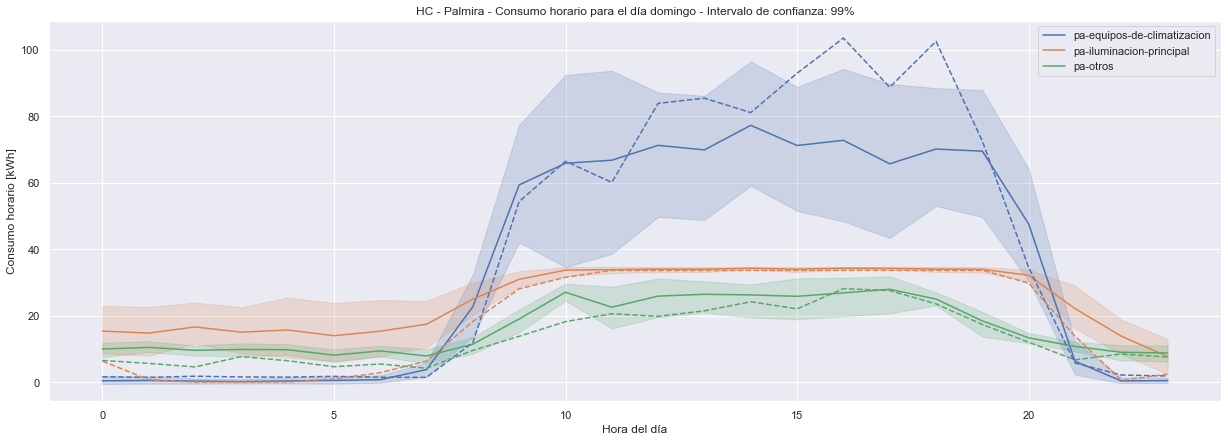 HC - Palmira - Consumo horario para el día domingo - Intervalo de confianza: 99%
pa-equipos-de-climatizacion
pa-iluminacion-principal
pa-otros
Consumo horario [kWh]
100
80
60
40
20
0
0 5 10 15 20
Hora del día